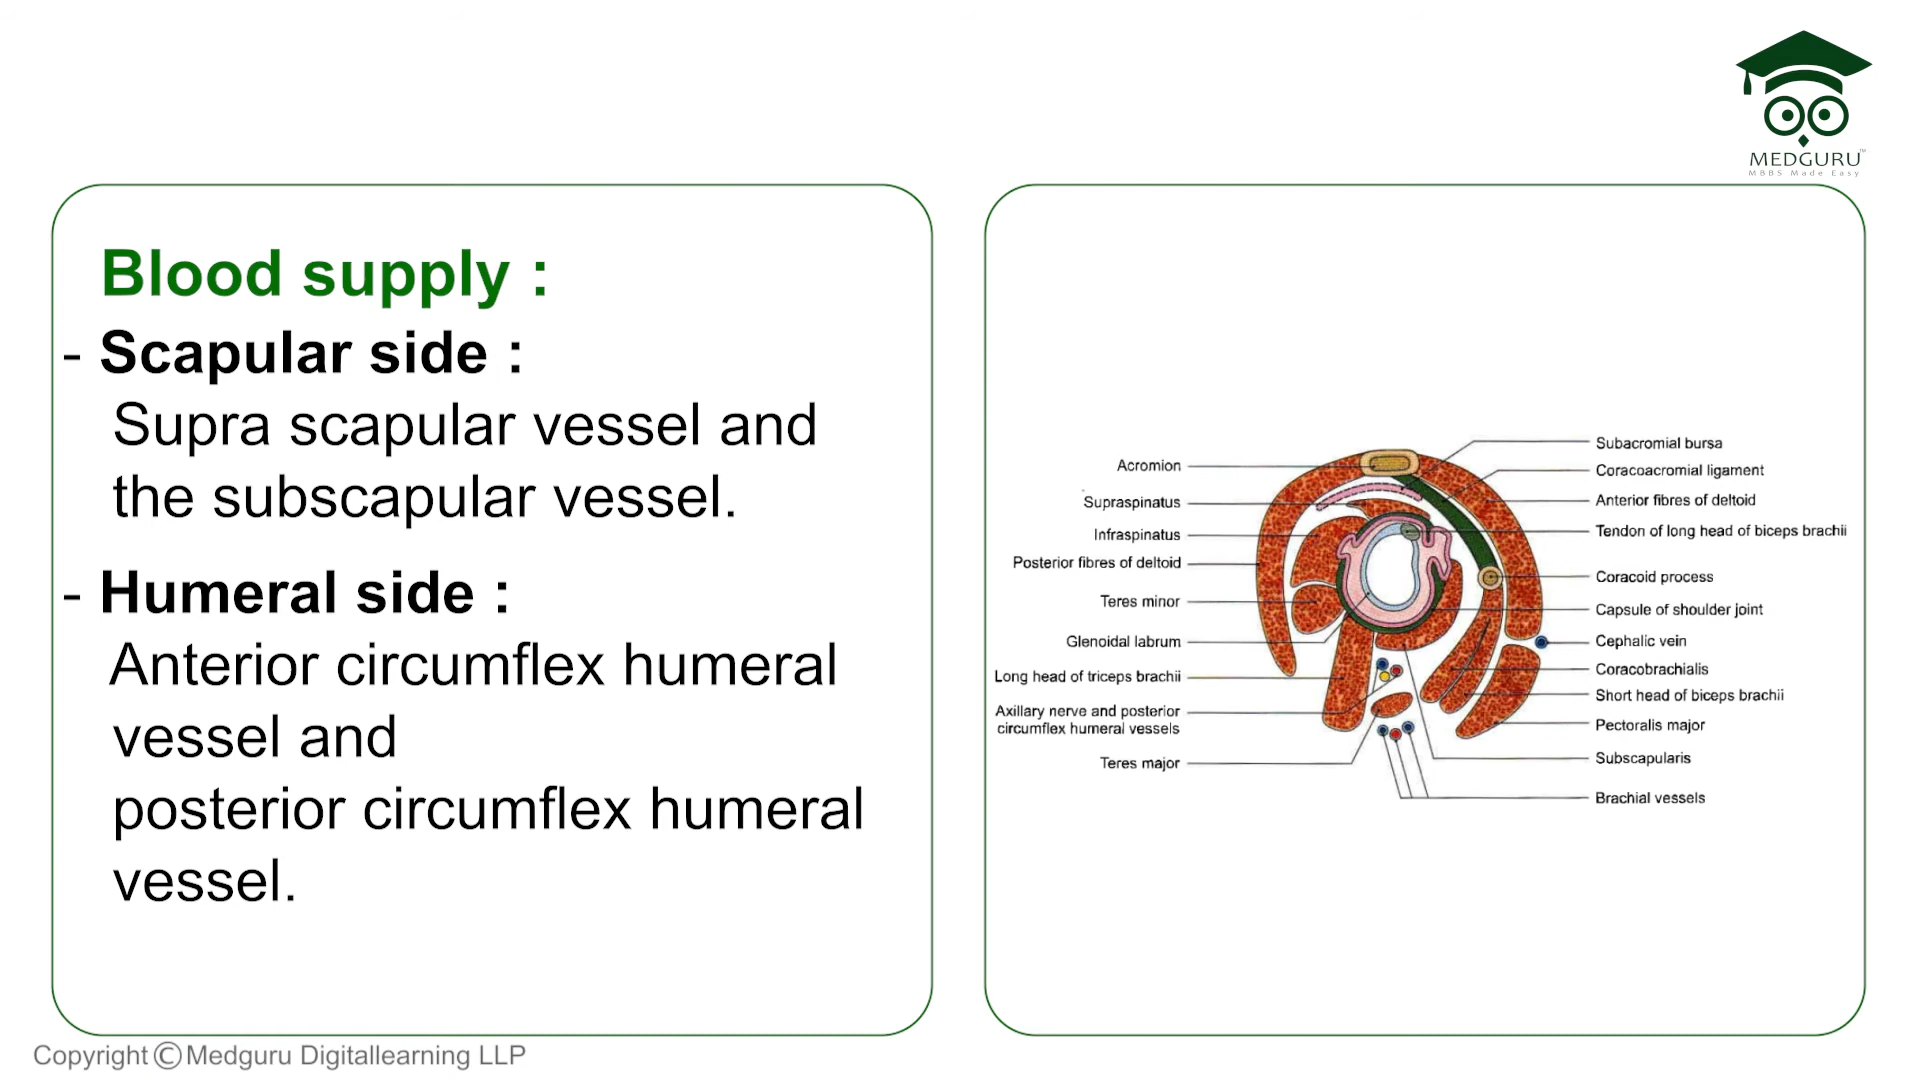 MEDGURU™
MBBS Made Easy
Blood supply :
- Scapular side :
Supra scapular vessel and
the subscapular vessel.
- Humeral side :
Anterior circumflex humeral
vessel and
posterior circumflex humeral
vessel.
Acromion
Supraspinatus
Infraspinatus
Posterior fibres of deltoid
Teres minor
Glenoidal labrum
Long head of triceps brachii
Axillary nerve and posterior
circumflex humeral vessels
Teres major
Subacromial bursa
Coracoacromial ligament
Anterior fibres of deltoid
Tendon of long head of biceps brachii
Coracoid process
Capsule of shoulder joint
Cephalic vein
Coracobrachialis
Short head of biceps brachii
Pectoralis major
Subscapularis
Brachial vessels
Copyright © Medguru Digitallearning LLP